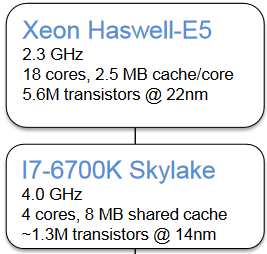 Xeon Haswell-E5
2.3 GHz
18 cores, 2.5 MB cache/core
5.6M transistors @ 22nm
I7-6700K Skylake
4.0 GHz
4 cores, 8 MB shared cache
~1.3M transistors @ 14nm